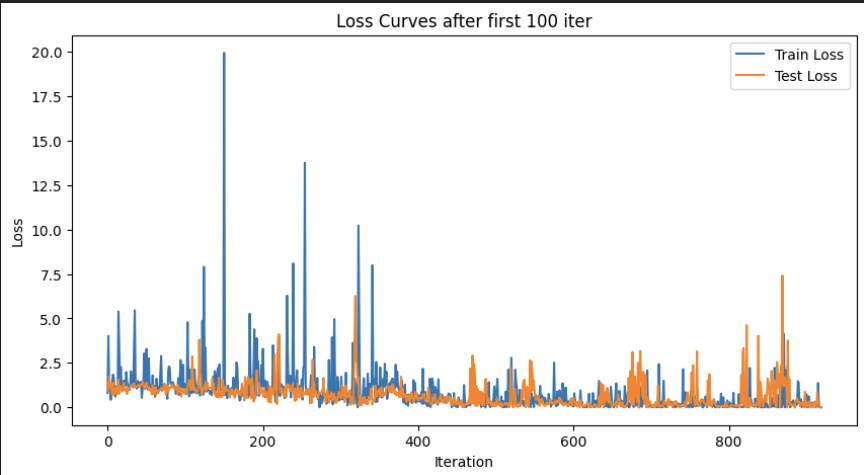 Loss Curves after first 100 iter
Train Loss
Test Loss
20.0
17.5
15.0
12.5
10.0
7.5
5.0
2.5
0.0
Loss
0 200 400 600 800
Iteration